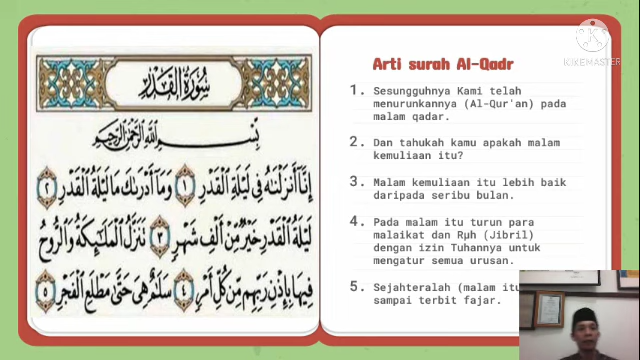 سُورَةُ الْقَدْرِ
بِسْمِ اللَّهِ الرَّحْمَٰنِ الرَّحِيمِ
إِنَّا أَنْزَلْنَاهُ فِي لَيْلَةِ الْقَدْرِ ١ وَمَا أَدْرَاكَ مَا لَيْلَةُ الْقَدْرِ ٢
لَيْلَةُ الْقَدْرِ خَيْرٌ مِّنْ أَلْفِ شَهْرٍ ٣ تَنَزَّلُ الْمَلَائِكَةُ وَالرُّوحُ
فِيهَا بِإِذْنِ رَبِّهِم مِّن كُلِّ أَمْرٍ ٤ سَلَامٌ هِيَ حَتَّىٰ مَطْلَعِ الْفَجْرِ ٥
Arti surah Al-Qadr
1. Sesungguhnya Kami telah
menurunkannya (Al-Qur'an) pada
malam qadar.
2. Dan tahukah kamu apakah malam
kemuliaan itu?
3. Malam kemuliaan itu lebih baik
daripada seribu bulan.
4. Pada malam itu turun para
malaikat dan Rµh (Jibril)
dengan izin Tuhannya untuk
mengatur semua urusan.
5. Sejahteralah (malam itu
sampai terbit fajar.
KINEMASTER